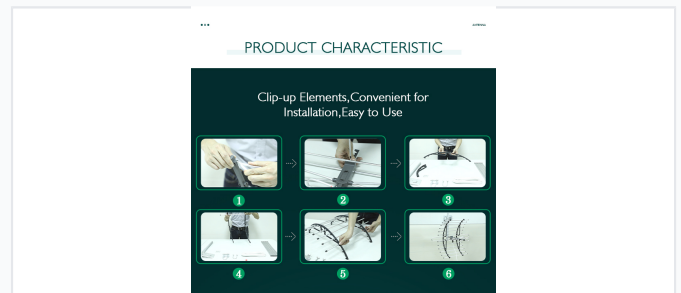 PRODUCT CHARACTERISTIC
Clip-up Elements,Convenient for
Installation,Easy to Use
1
2
3
4
5
6